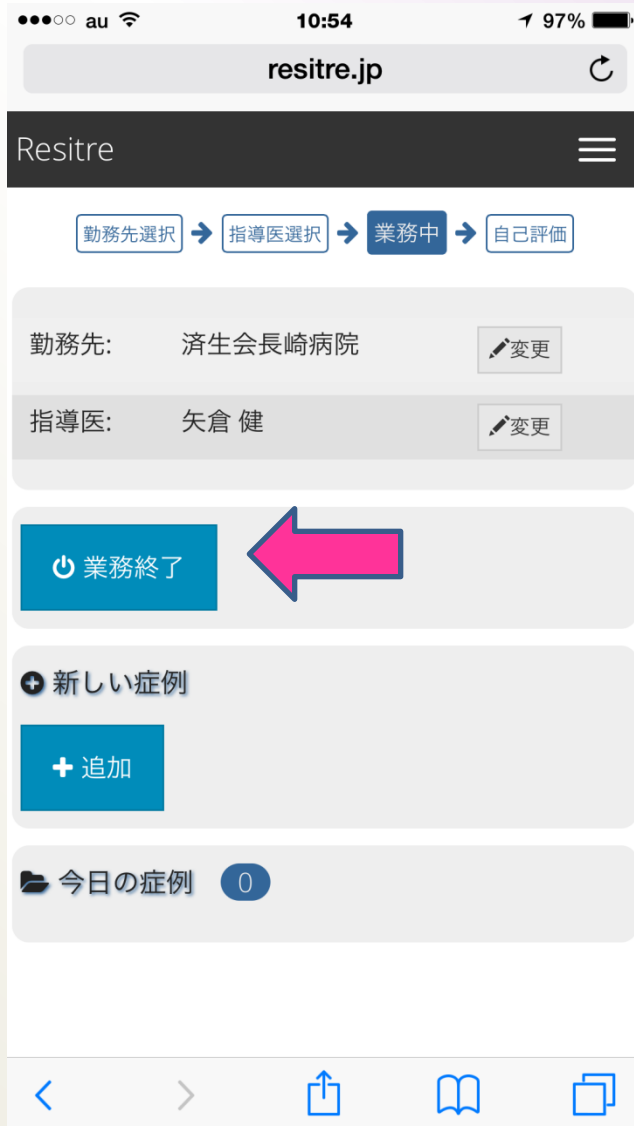 au 10:54 97%
resitre.jp
Resitre
勤務先選択 指導医選択 業務中 自己評価
勤務先: 済生会長崎病院 変更
指導医: 矢倉 健 変更
業務終了
新しい症例
追加
今日の症例 0